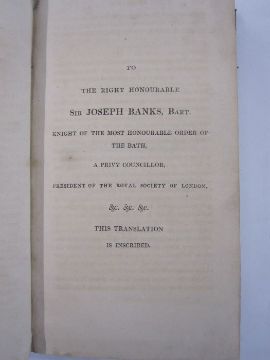 TO
THE RIGHT HONOURABLE
SIR JOSEPH BANKS, BART.
KNIGHT OF THE MOST HONOURABLE ORDER OF
THE BATH,
A PRIVY COUNCILLOR,
PRESIDENT OF THE ROYAL SOCIETY OF LONDON,
&c. &c. &c.
THIS TRANSLATION
IS INSCRIBED.